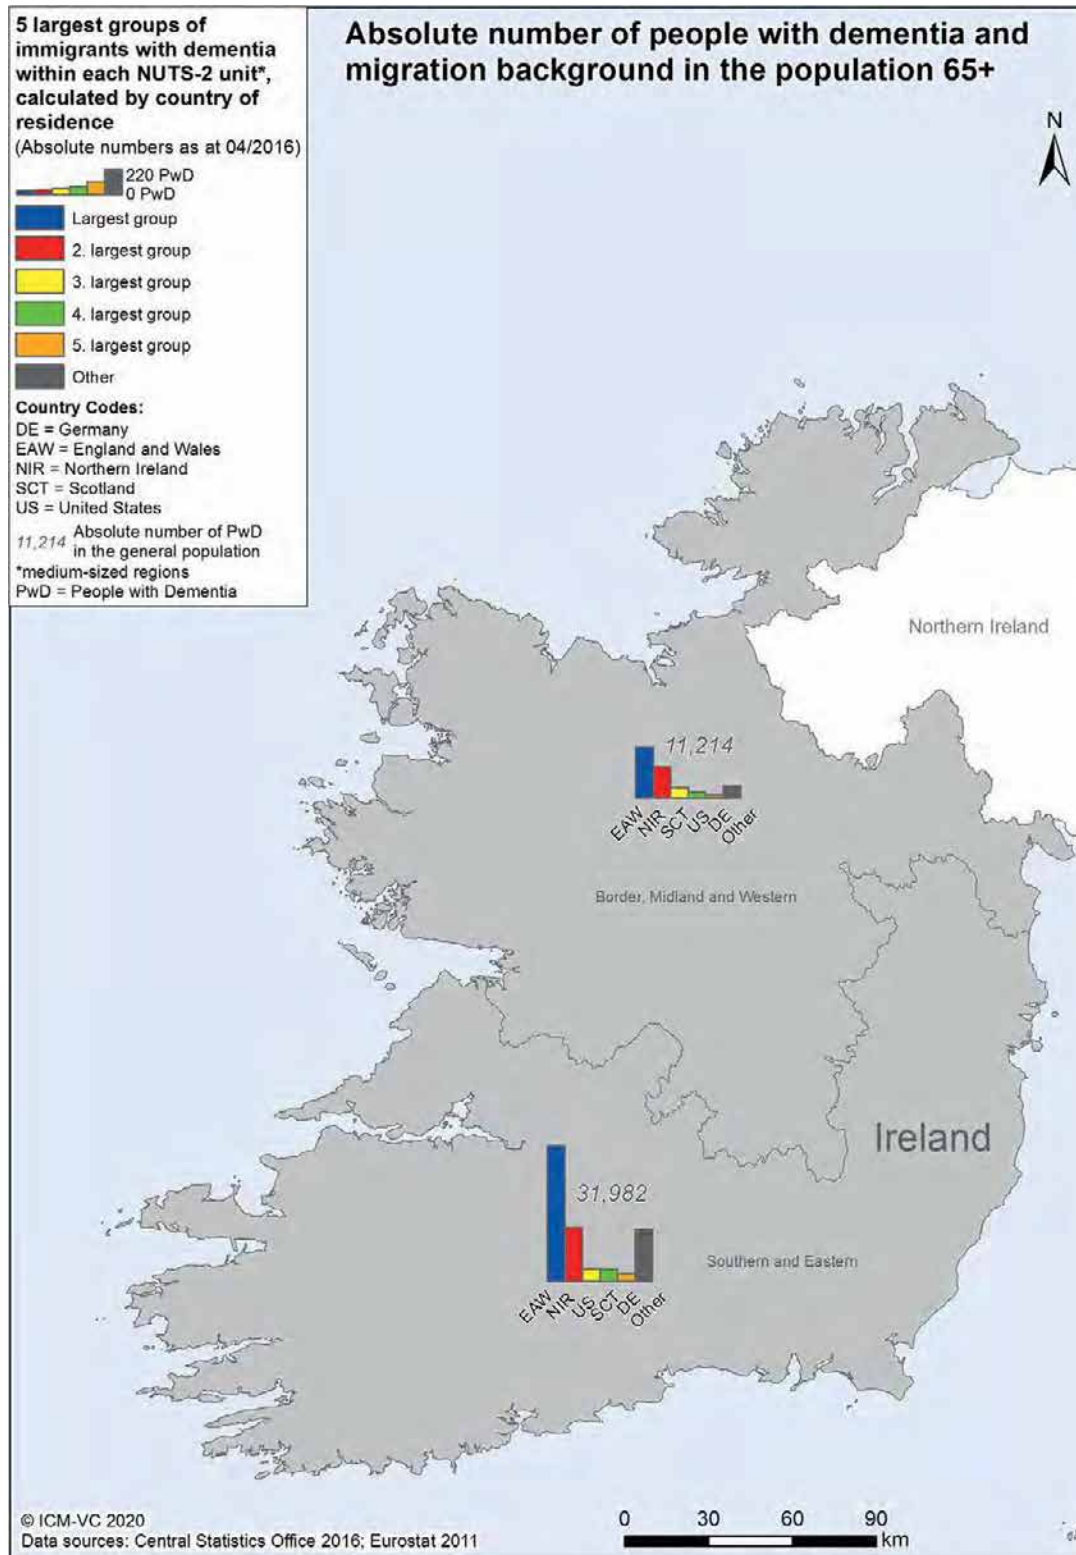 5 largest groups of
immigrants with dementia
within each NUTS-2 unit*,
calculated by country of
residence
(Absolute numbers as at 04/2016)
220 PwD
0 PwD
Largest group
2. largest group
3. largest group
4. largest group
5. largest group
Other
Country Codes:
DE = Germany
EAW = England and Wales
NIR = Northern Ireland
SCT = Scotland
US = United States
11,214 Absolute number of PwD
in the general population
*medium-sized regions
PwD = People with Dementia
Absolute number of people with dementia and
migration background in the population 65+
N
Northern Ireland
11,214
EAW NIR SCT US DE Other
Border, Midland and Western
Ireland
31,982
Southern and Eastern
EAW NIR US SCT DE Other
© ICM-VC 2020
Data sources: Central Statistics Office 2016; Eurostat 2011
0 30 60 90
km